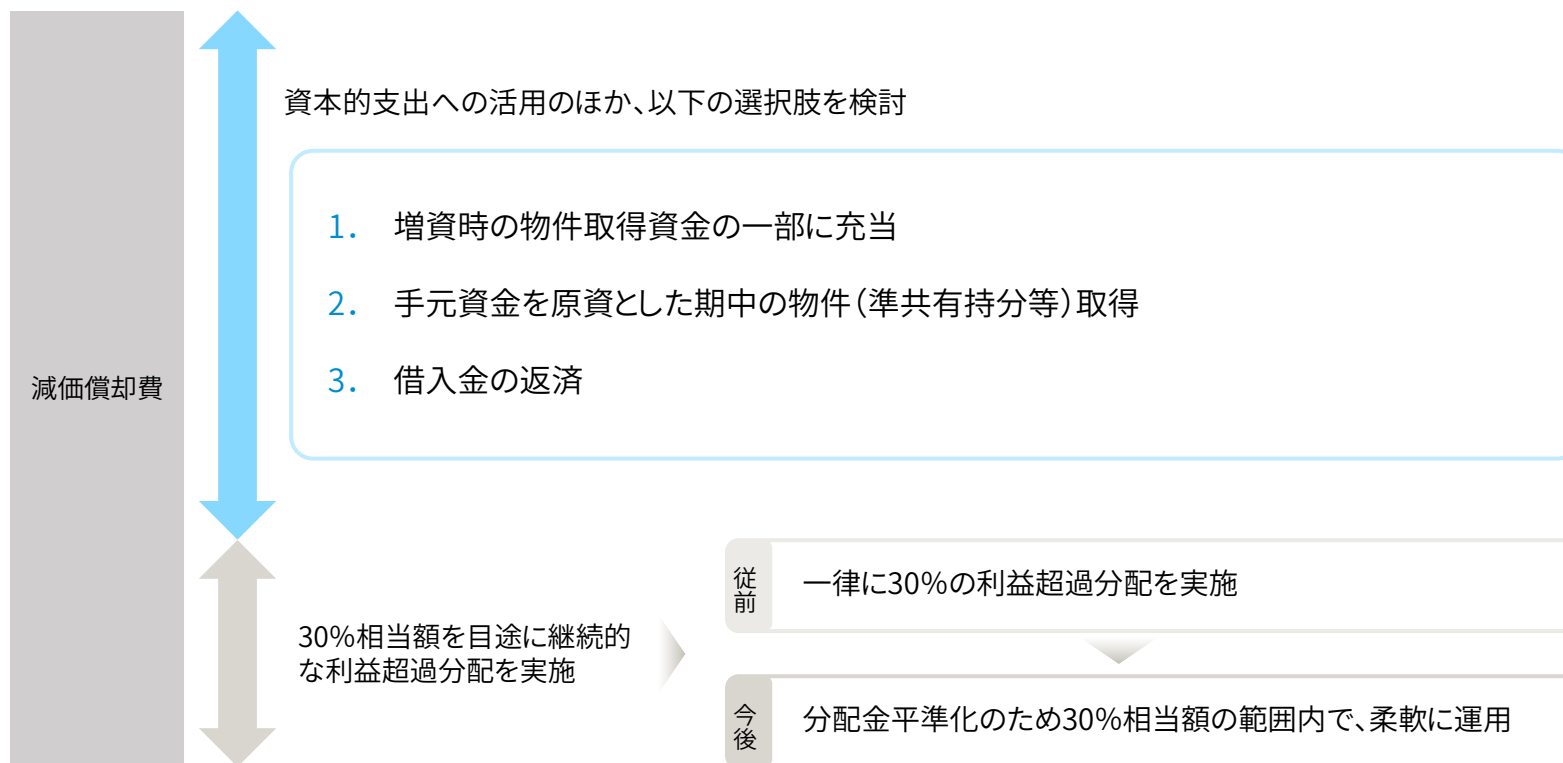 資本的支出への活用のほか、以下の選択肢を検討
1. 増資時の物件取得資金の一部に充当
2. 手元資金を原資とした期中の物件（準共有持分等）取得
3. 借入金の返済
減価償却費
30%相当額を目途に継続的
な利益超過分配を実施
従前
一律に30%の利益超過分配を実施
今後
分配金平準化のため30%相当額の範囲内で、柔軟に運用